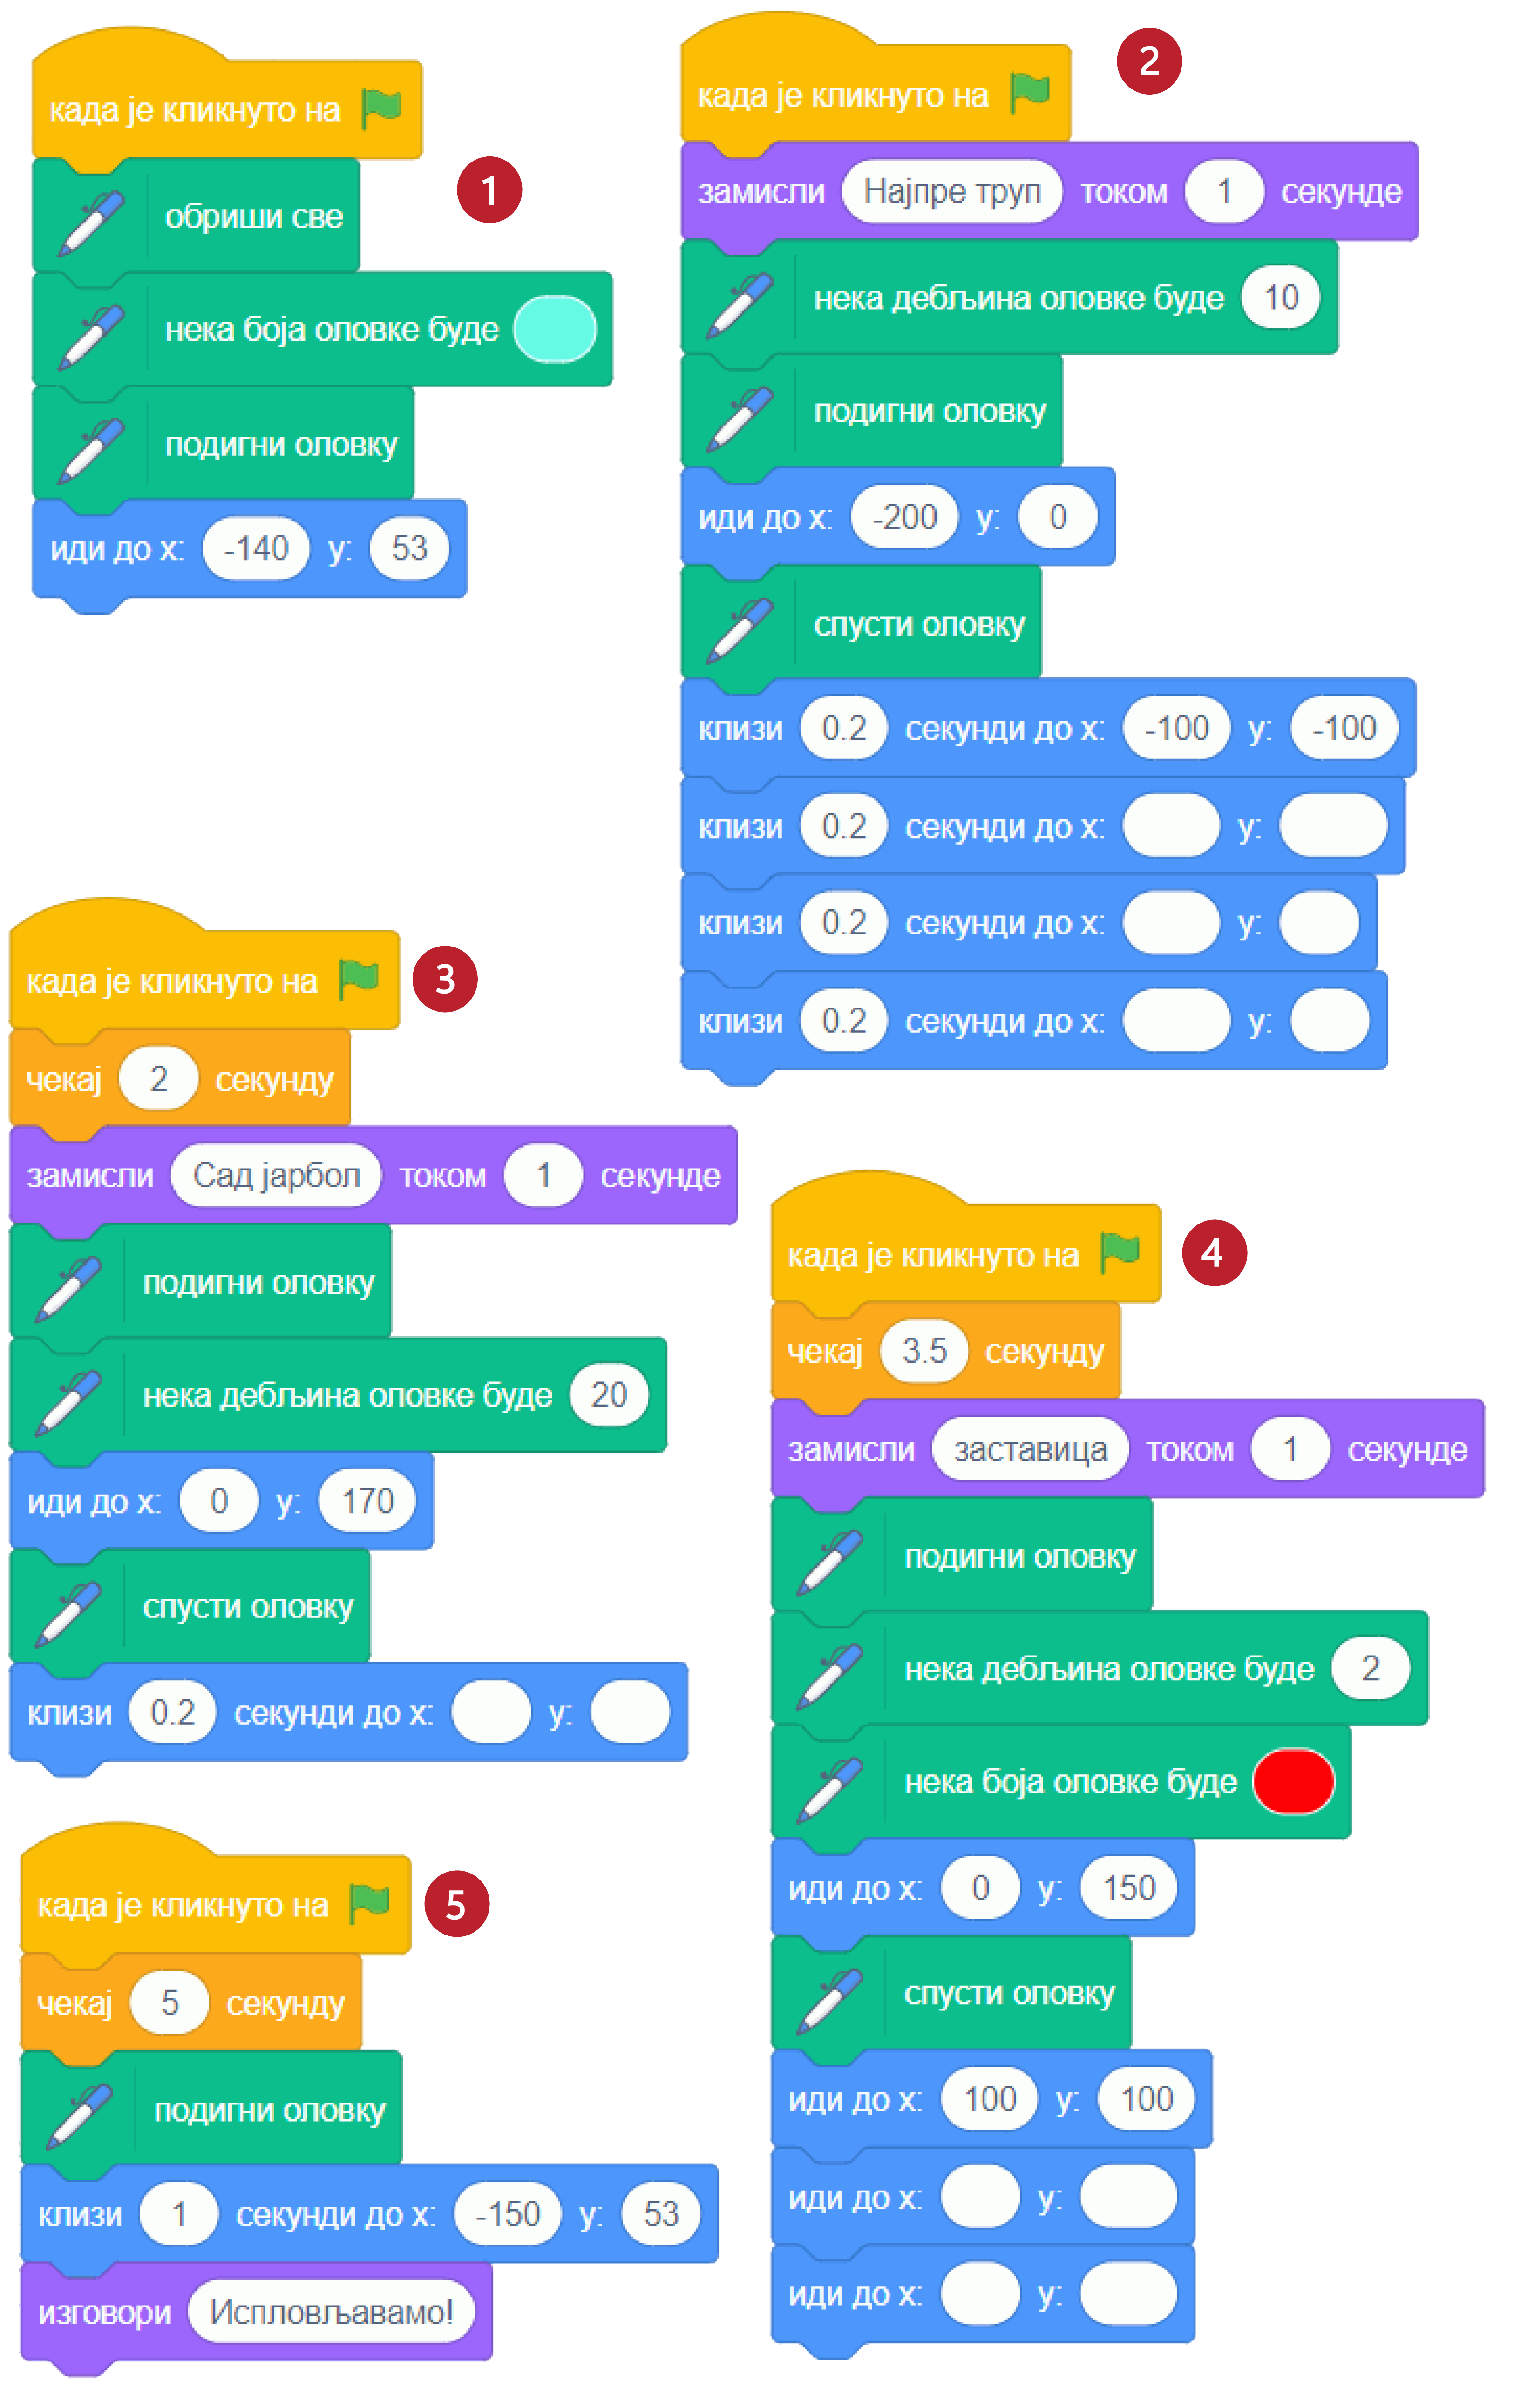 1
када је кликнуто на
обриши све
нека боја оловке буде
подигни оловку
иди до x: -140 y: 53
2
када је кликнуто на
замисли Најпре труп током 1 секунде
нека дебљина оловке буде 10
подигни оловку
иди до x: -200 y: 0
спусти оловку
клизи 0.2 секунди до x: -100 y: -100
клизи 0.2 секунди до x: y:
клизи 0.2 секунди до x: y:
клизи 0.2 секунди до x: y:
3
када је кликнуто на
чекај 2 секунду
замисли Сад јарбол током 1 секунде
подигни оловку
нека дебљина оловке буде 20
иди до x: 0 y: 170
спусти оловку
клизи 0.2 секунди до x: y:
4
када је кликнуто на
чекај 3.5 секунду
замисли заставица током 1 секунде
подигни оловку
нека дебљина оловке буде 2
нека боја оловке буде
иди до x: 0 y: 150
спусти оловку
иди до x: 100 y: 100
иди до x: y:
иди до x: y:
5
када је кликнуто на
чекај 5 секунду
подигни оловку
клизи 1 секунди до x: -150 y: 53
изговори Испловљавамо!